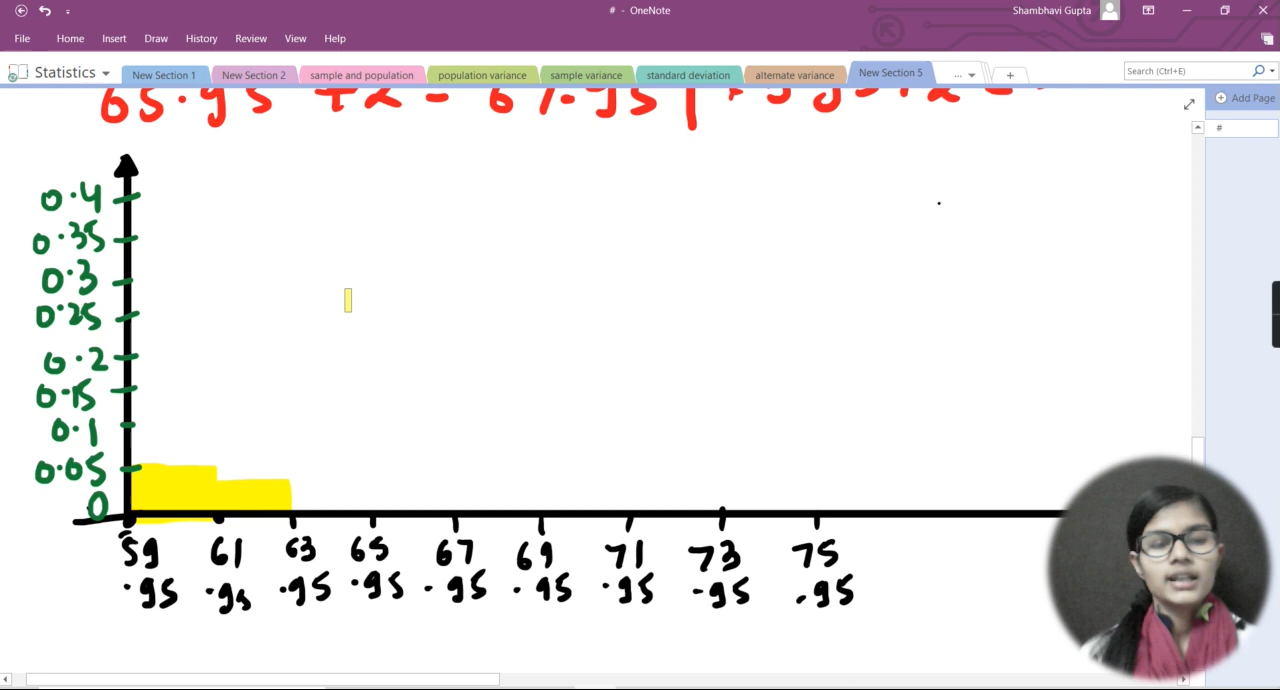 # - OneNote
Shambhavi Gupta
File Home Insert Draw History Review View Help
Statistics
New Section 1 New Section 2 sample and population population variance sample variance standard deviation alternate variance New Section 5 ... +
Search (Ctrl+E)
Add Page
#
65.95 +2 = 67.95
0.4
0.35
0.3
0.25
0.2
0.15
0.1
0.05
0
59 61 63 65 67 69 71 73 75
.95 .95 .95 .95 .95 .95 .95 .95 .95